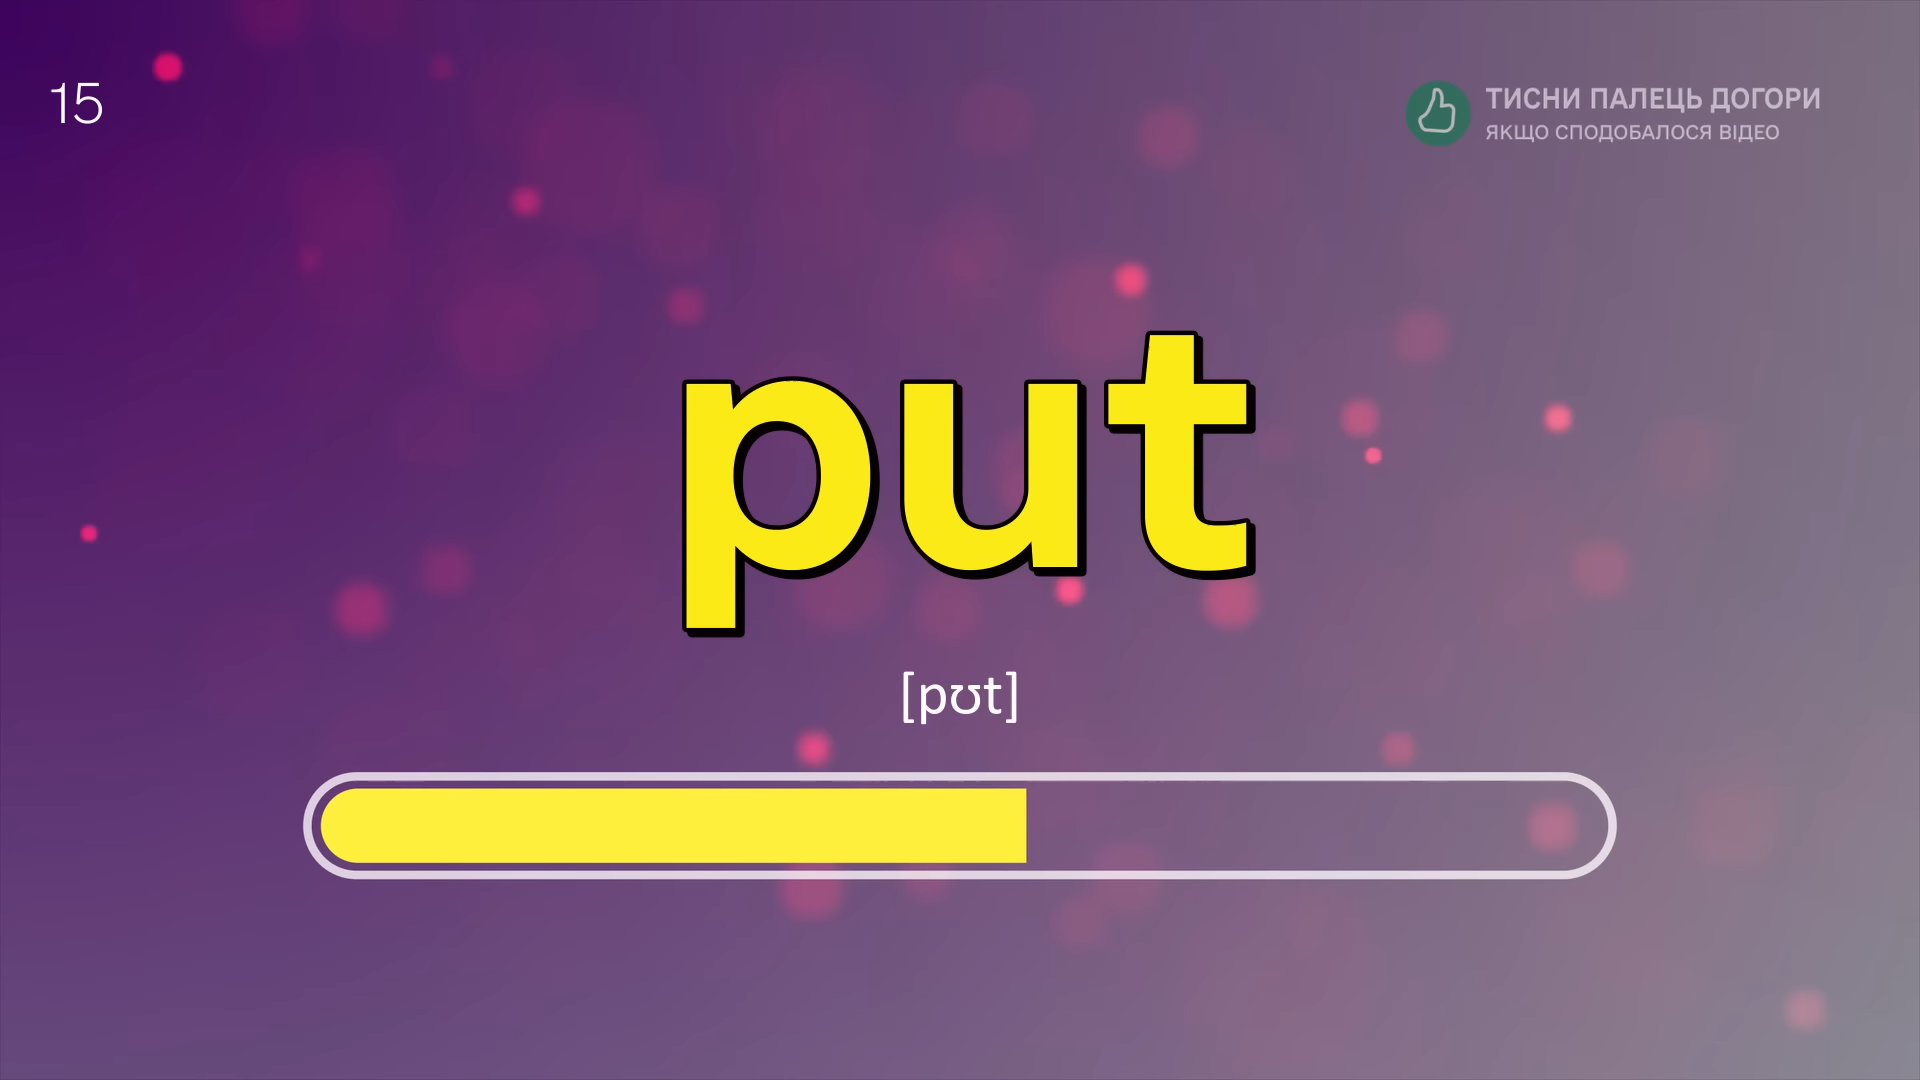 15
ТИСНИ ПАЛЕЦЬ ДОГОРИ
ЯКЩО СПОДОБАЛОСЯ ВІДЕО
put
[pʊt]